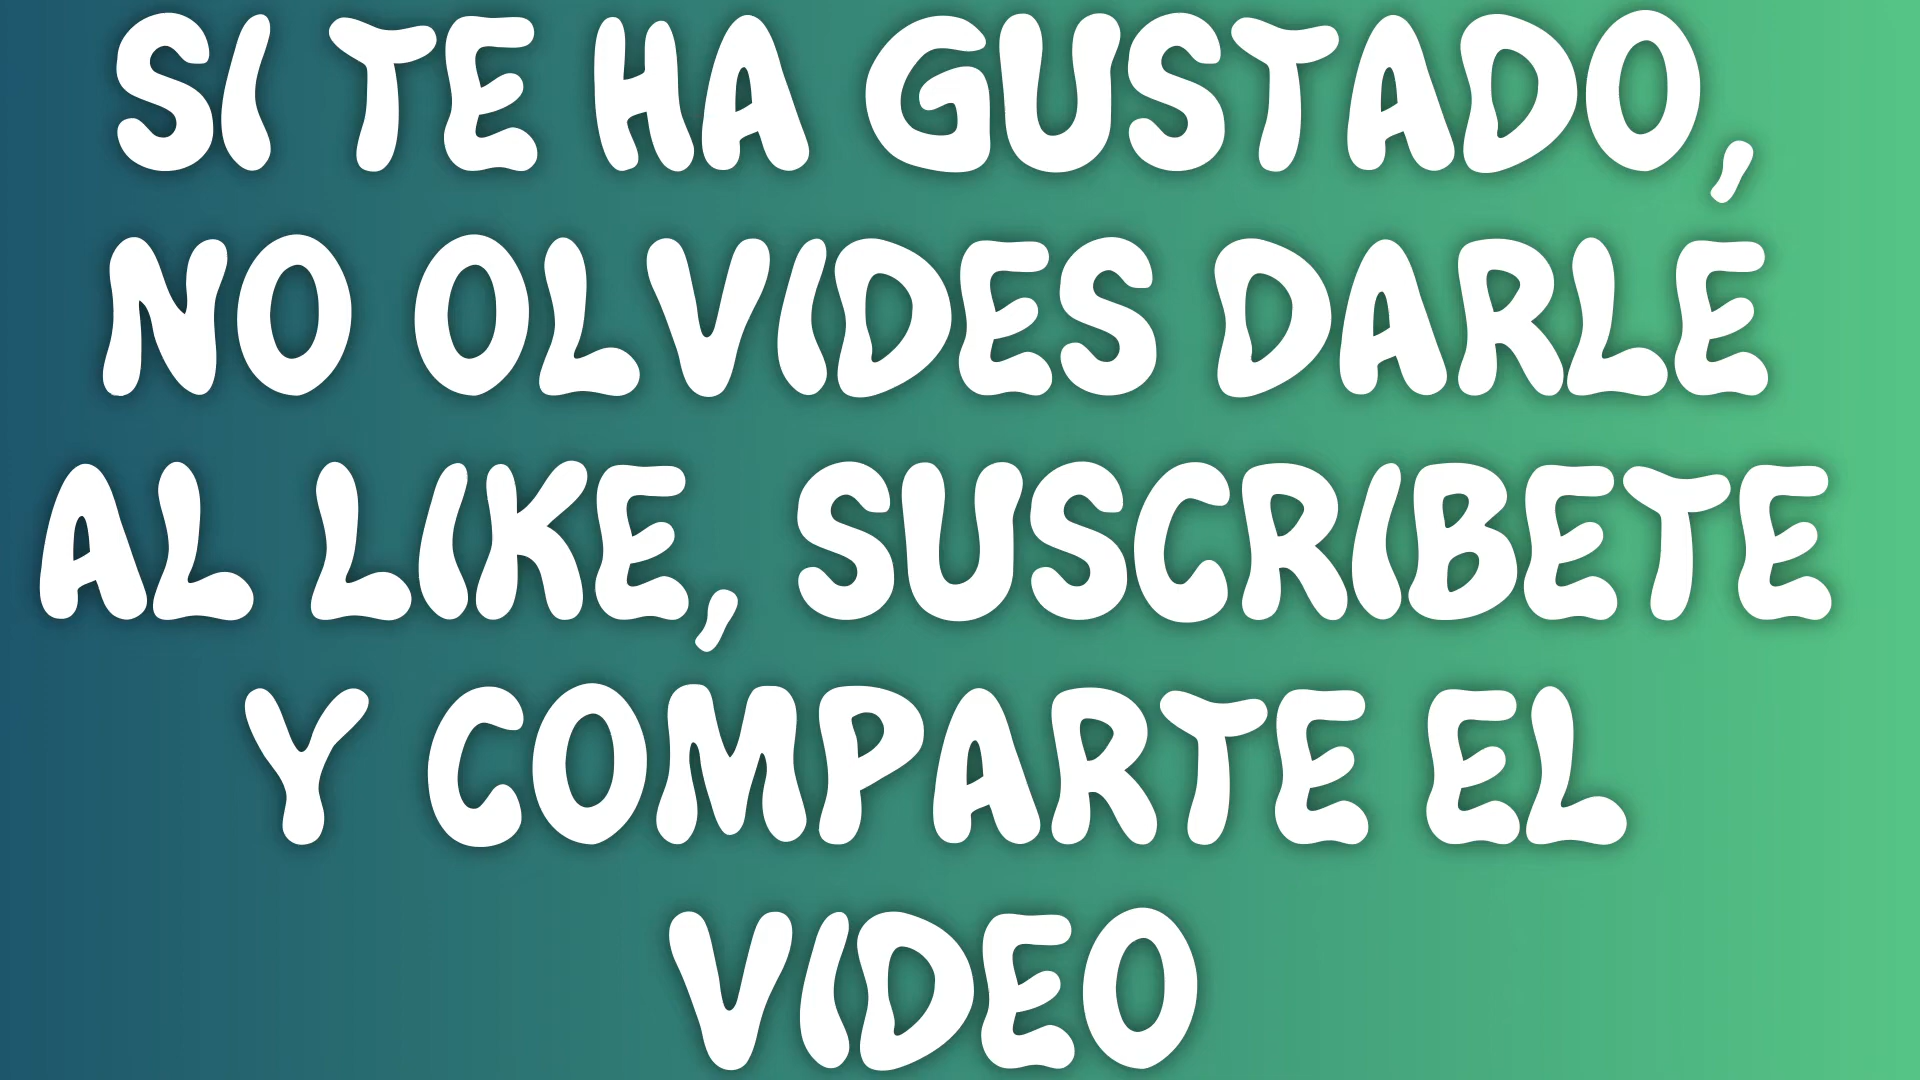 SI TE HA GUSTADO,
NO OLVIDES DARLE
AL LIKE, SUSCRIBETE
Y COMPARTE EL
VIDEO